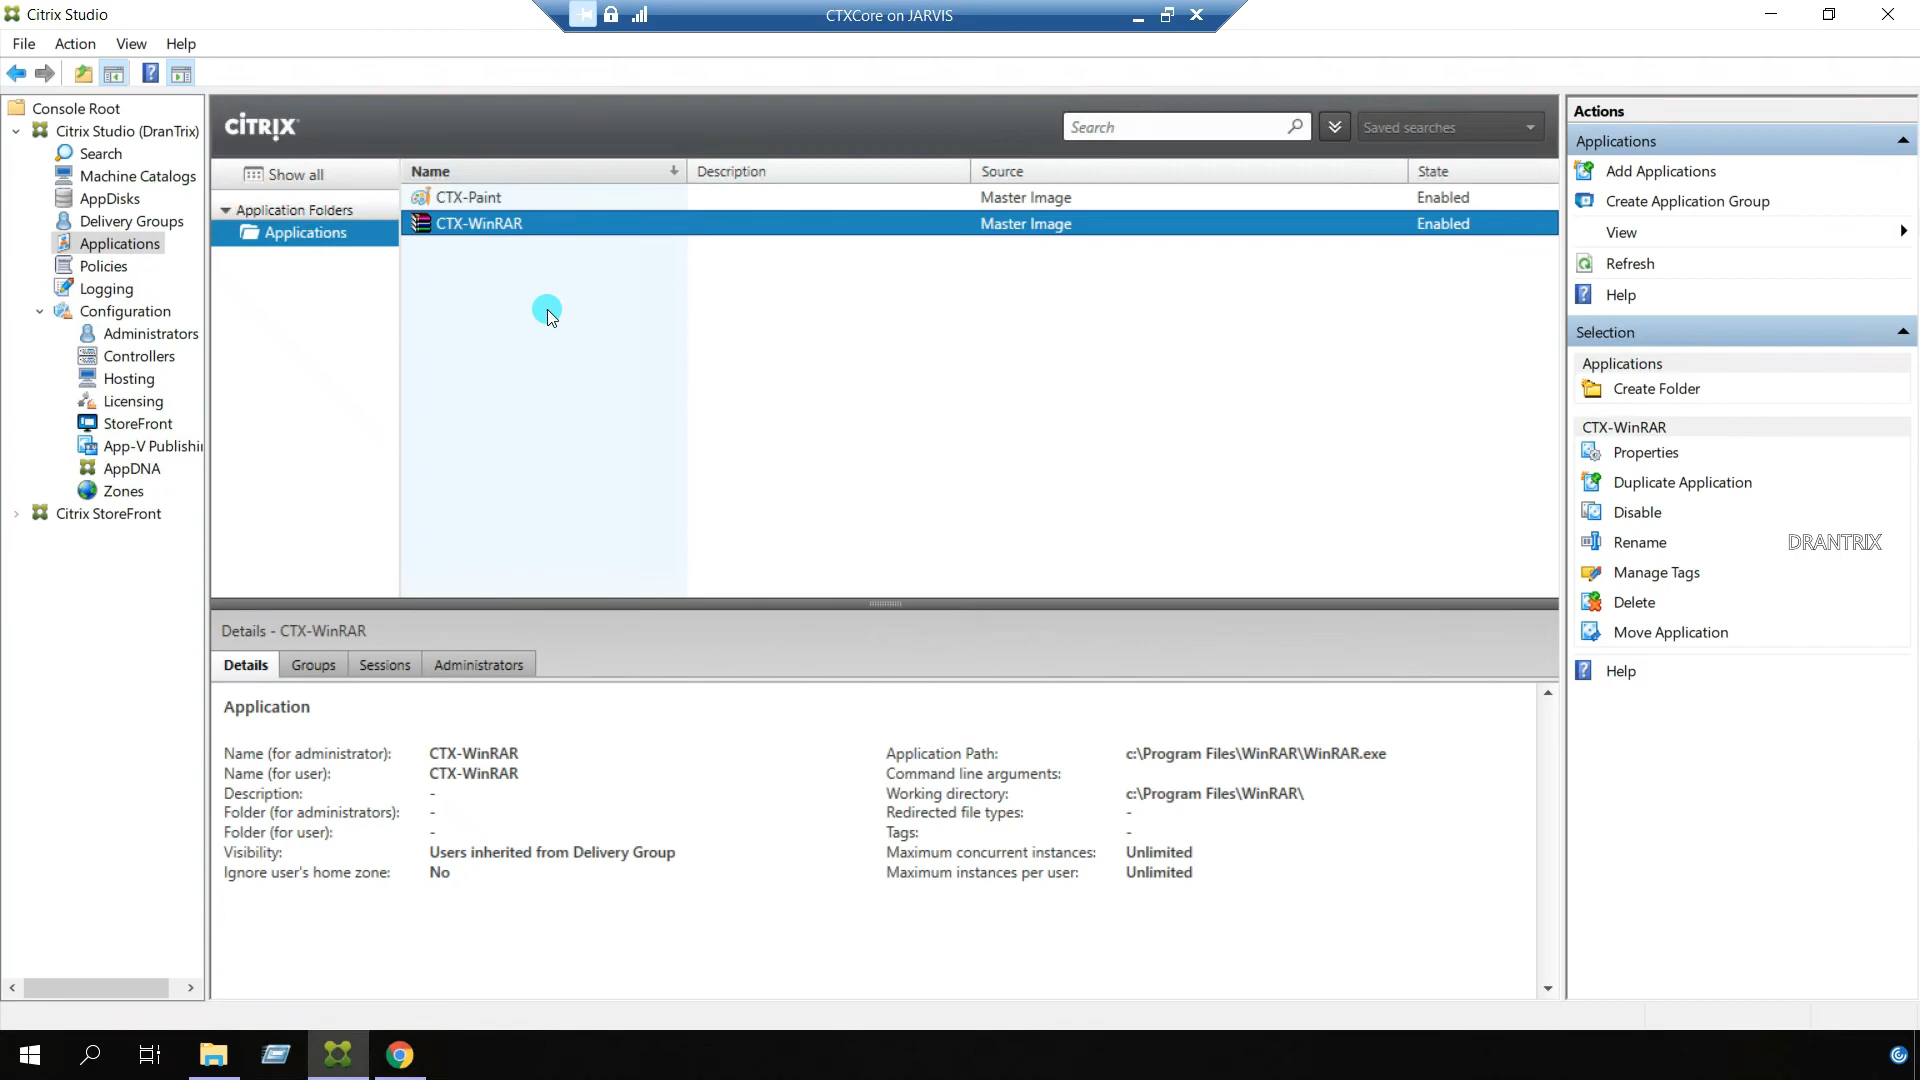 Citrix Studio
CTXCore on JARVIS
File Action View Help
Console Root
Citrix Studio (DranTrix)
Search
Machine Catalogs
AppDisks
Delivery Groups
Applications
Policies
Logging
Configuration
Administrators
Controllers
Hosting
Licensing
StoreFront
App-V Publishi
AppDNA
Zones
Citrix StoreFront
CITRIX
Search
Saved searches
Show all
Application Folders
Applications
Name Description Source State
CTX-Paint Master Image Enabled
CTX-WinRAR Master Image Enabled
Details - CTX-WinRAR
Details Groups Sessions Administrators
Application
Name (for administrator): CTX-WinRAR
Name (for user): CTX-WinRAR
Description: -
Folder (for administrators): -
Folder (for user): -
Visibility: Users inherited from Delivery Group
Ignore user's home zone: No
Application Path: c:\Program Files\WinRAR\WinRAR.exe
Command line arguments:
Working directory: c:\Program Files\WinRAR\
Redirected file types: -
Tags: -
Maximum concurrent instances: Unlimited
Maximum instances per user: Unlimited
Actions
Applications
Add Applications
Create Application Group
View
Refresh
Help
Selection
Applications
Create Folder
CTX-WinRAR
Properties
Duplicate Application
Disable
Rename
DRANTRIX
Manage Tags
Delete
Move Application
Help